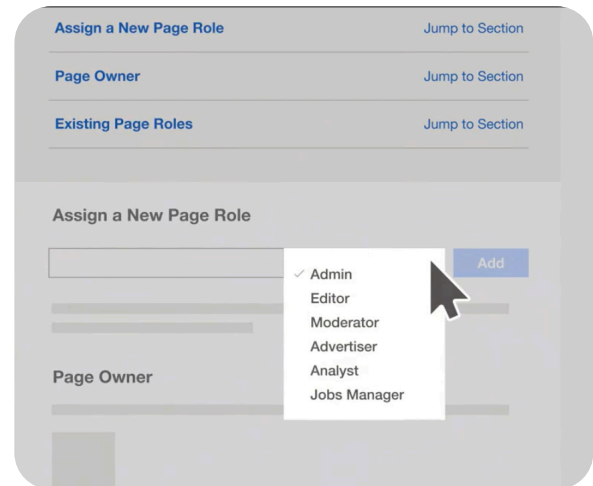 Assign a New Page Role Jump to Section
Page Owner Jump to Section
Existing Page Roles Jump to Section
Assign a New Page Role
Add
Admin
Editor
Moderator
Advertiser
Analyst
Jobs Manager
Page Owner